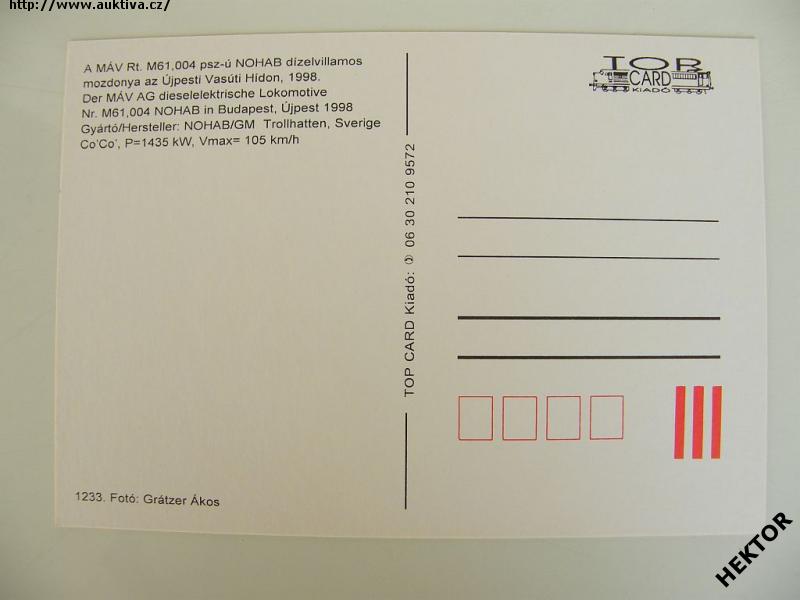 http://www.auktiva.cz/
A MÁV Rt. M61,004 psz-ú NOHAB dízelvillamos
mozdonya az Újpesti Vasúti Hídon, 1998.
Der MÁV AG dieselelektrische Lokomotive
Nr. M61,004 NOHAB in Budapest, Újpest 1998
Gyártó/Hersteller: NOHAB/GM Trollhatten, Sverige
Co'Co', P=1435 kW, Vmax= 105 km/h
1233. Fotó: Grátzer Ákos
TOP CARD Kiadó: ✆ 06 30 210 9572
TOP
CARD
KIADÓ
HEKTOR